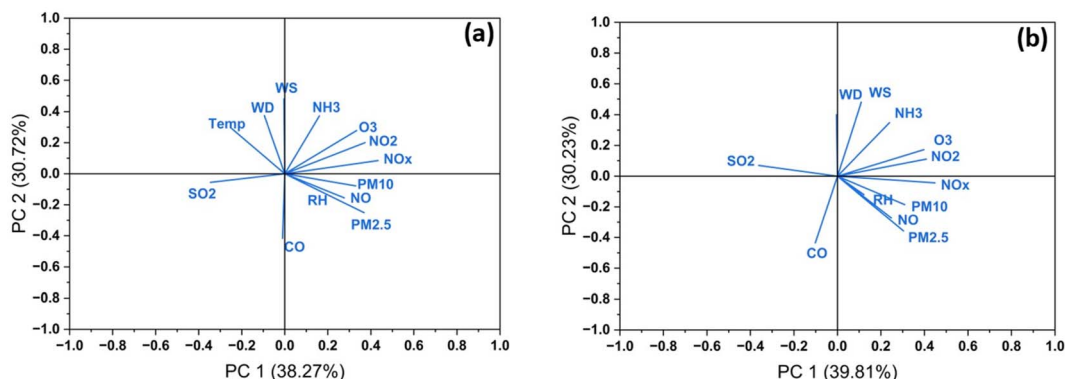 (a)
PC 2 (30.72%)
1.0
0.8
0.6
0.4
0.2
0.0
−0.2
−0.4
−0.6
−0.8
−1.0
WS
WD
NH3
Temp
O3
NO2
NOx
SO2
PM10
RH
NO
PM2.5
CO
−1.0 −0.8 −0.6 −0.4 −0.2 0.0 0.2 0.4 0.6 0.8 1.0
PC 1 (38.27%)
(b)
PC 2 (30.23%)
1.0
0.8
0.6
0.4
0.2
0.0
−0.2
−0.4
−0.6
−0.8
−1.0
WD WS
NH3
O3
NO2
SO2
NOx
RH
PM10
NO
PM2.5
CO
−1.0 −0.8 −0.6 −0.4 −0.2 0.0 0.2 0.4 0.6 0.8 1.0
PC 1 (39.81%)